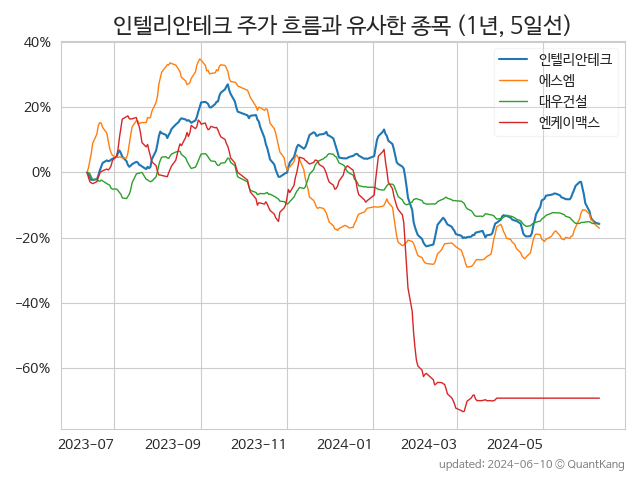 인텔리안테크 주가 흐름과 유사한 종목 (1년, 5일선)
40%
20%
0%
−20%
−40%
−60%
인텔리안테크
에스엠
대우건설
엔케이맥스
2023-07 2023-09 2023-11 2024-01 2024-03 2024-05
updated: 2024-06-10 © QuantKang